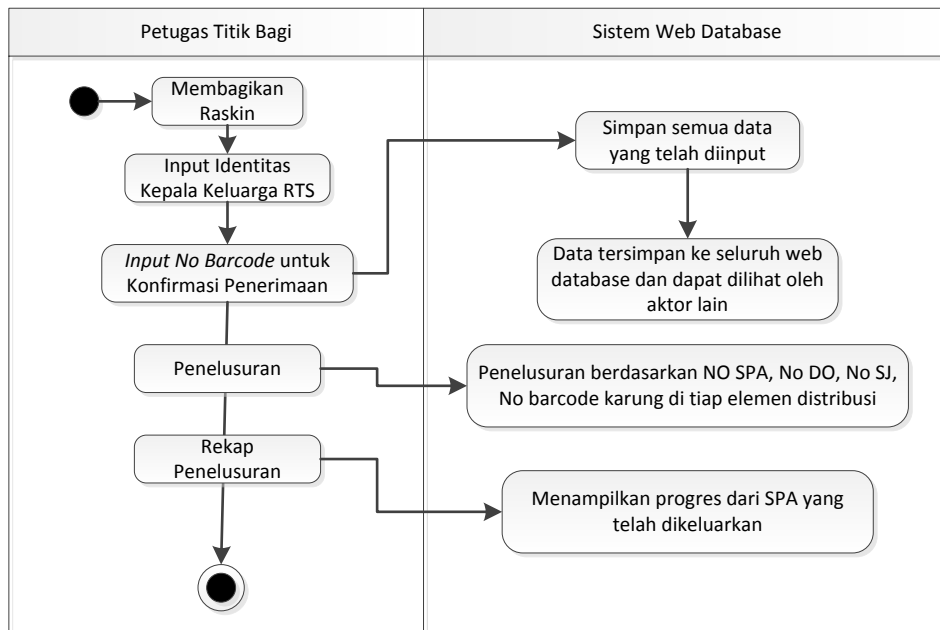 Petugas Titik Bagi
Sistem Web Database
Membagikan
Raskin
Input Identitas
Kepala Keluarga RTS
Input No Barcode untuk
Konfirmasi Penerimaan
Penelusuran
Rekap
Penelusuran
Simpan semua data
yang telah diinput
Data tersimpan ke seluruh web
database dan dapat dilihat oleh
aktor lain
Penelusuran berdasarkan NO SPA, No DO, No SJ,
No barcode karung di tiap elemen distribusi
Menampilkan progres dari SPA yang
telah dikeluarkan